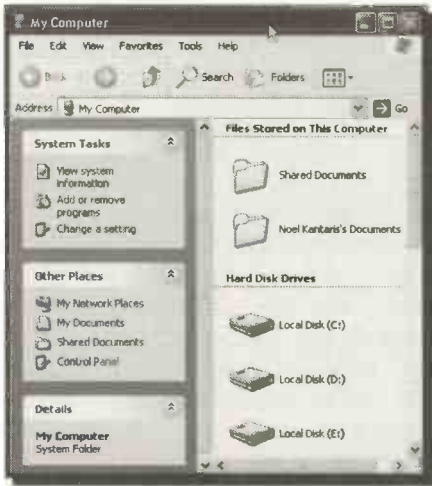 My Computer
File Edit View Favorites Tools Help
Back Search Folders
Address My Computer Go
System Tasks
View system
information
Add or remove
programs
Change a setting
Other Places
My Network Places
My Documents
Shared Documents
Control Panel
Details
My Computer
System Folder
Files Stored on This Computer
Shared Documents
Noel Kantaris's Documents
Hard Disk Drives
Local Disk (C:)
Local Disk (D:)
Local Disk (E:)